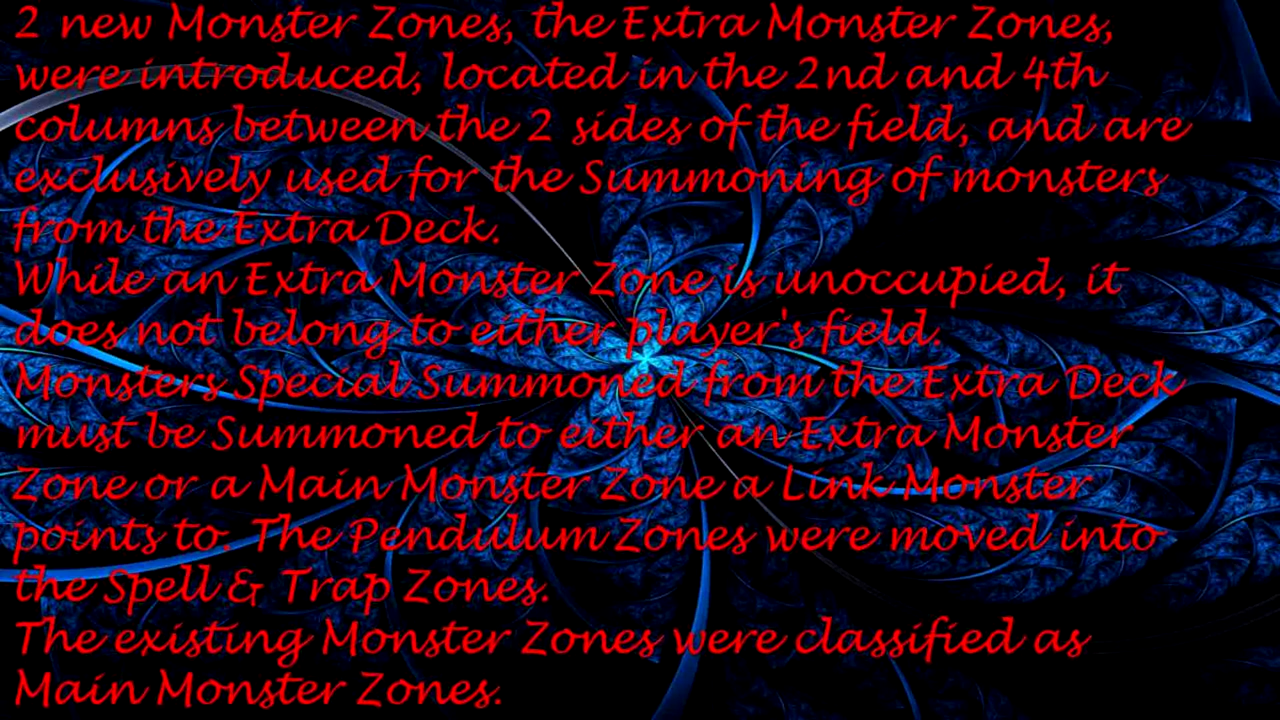 2 new Monster Zones, the Extra Monster Zones,
were introduced, located in the 2nd and 4th
columns between the 2 sides of the field, and are
exclusively used for the Summoning of monsters
from the Extra Deck.
While an Extra Monster Zone is unoccupied, it
does not belong to either player's field.
Monsters Special Summoned from the Extra Deck
must be Summoned to either an Extra Monster
Zone or a Main Monster Zone a Link Monster
points to. The Pendulum Zones were moved into
the Spell & Trap Zones.
The existing Monster Zones were classified as
Main Monster Zones.